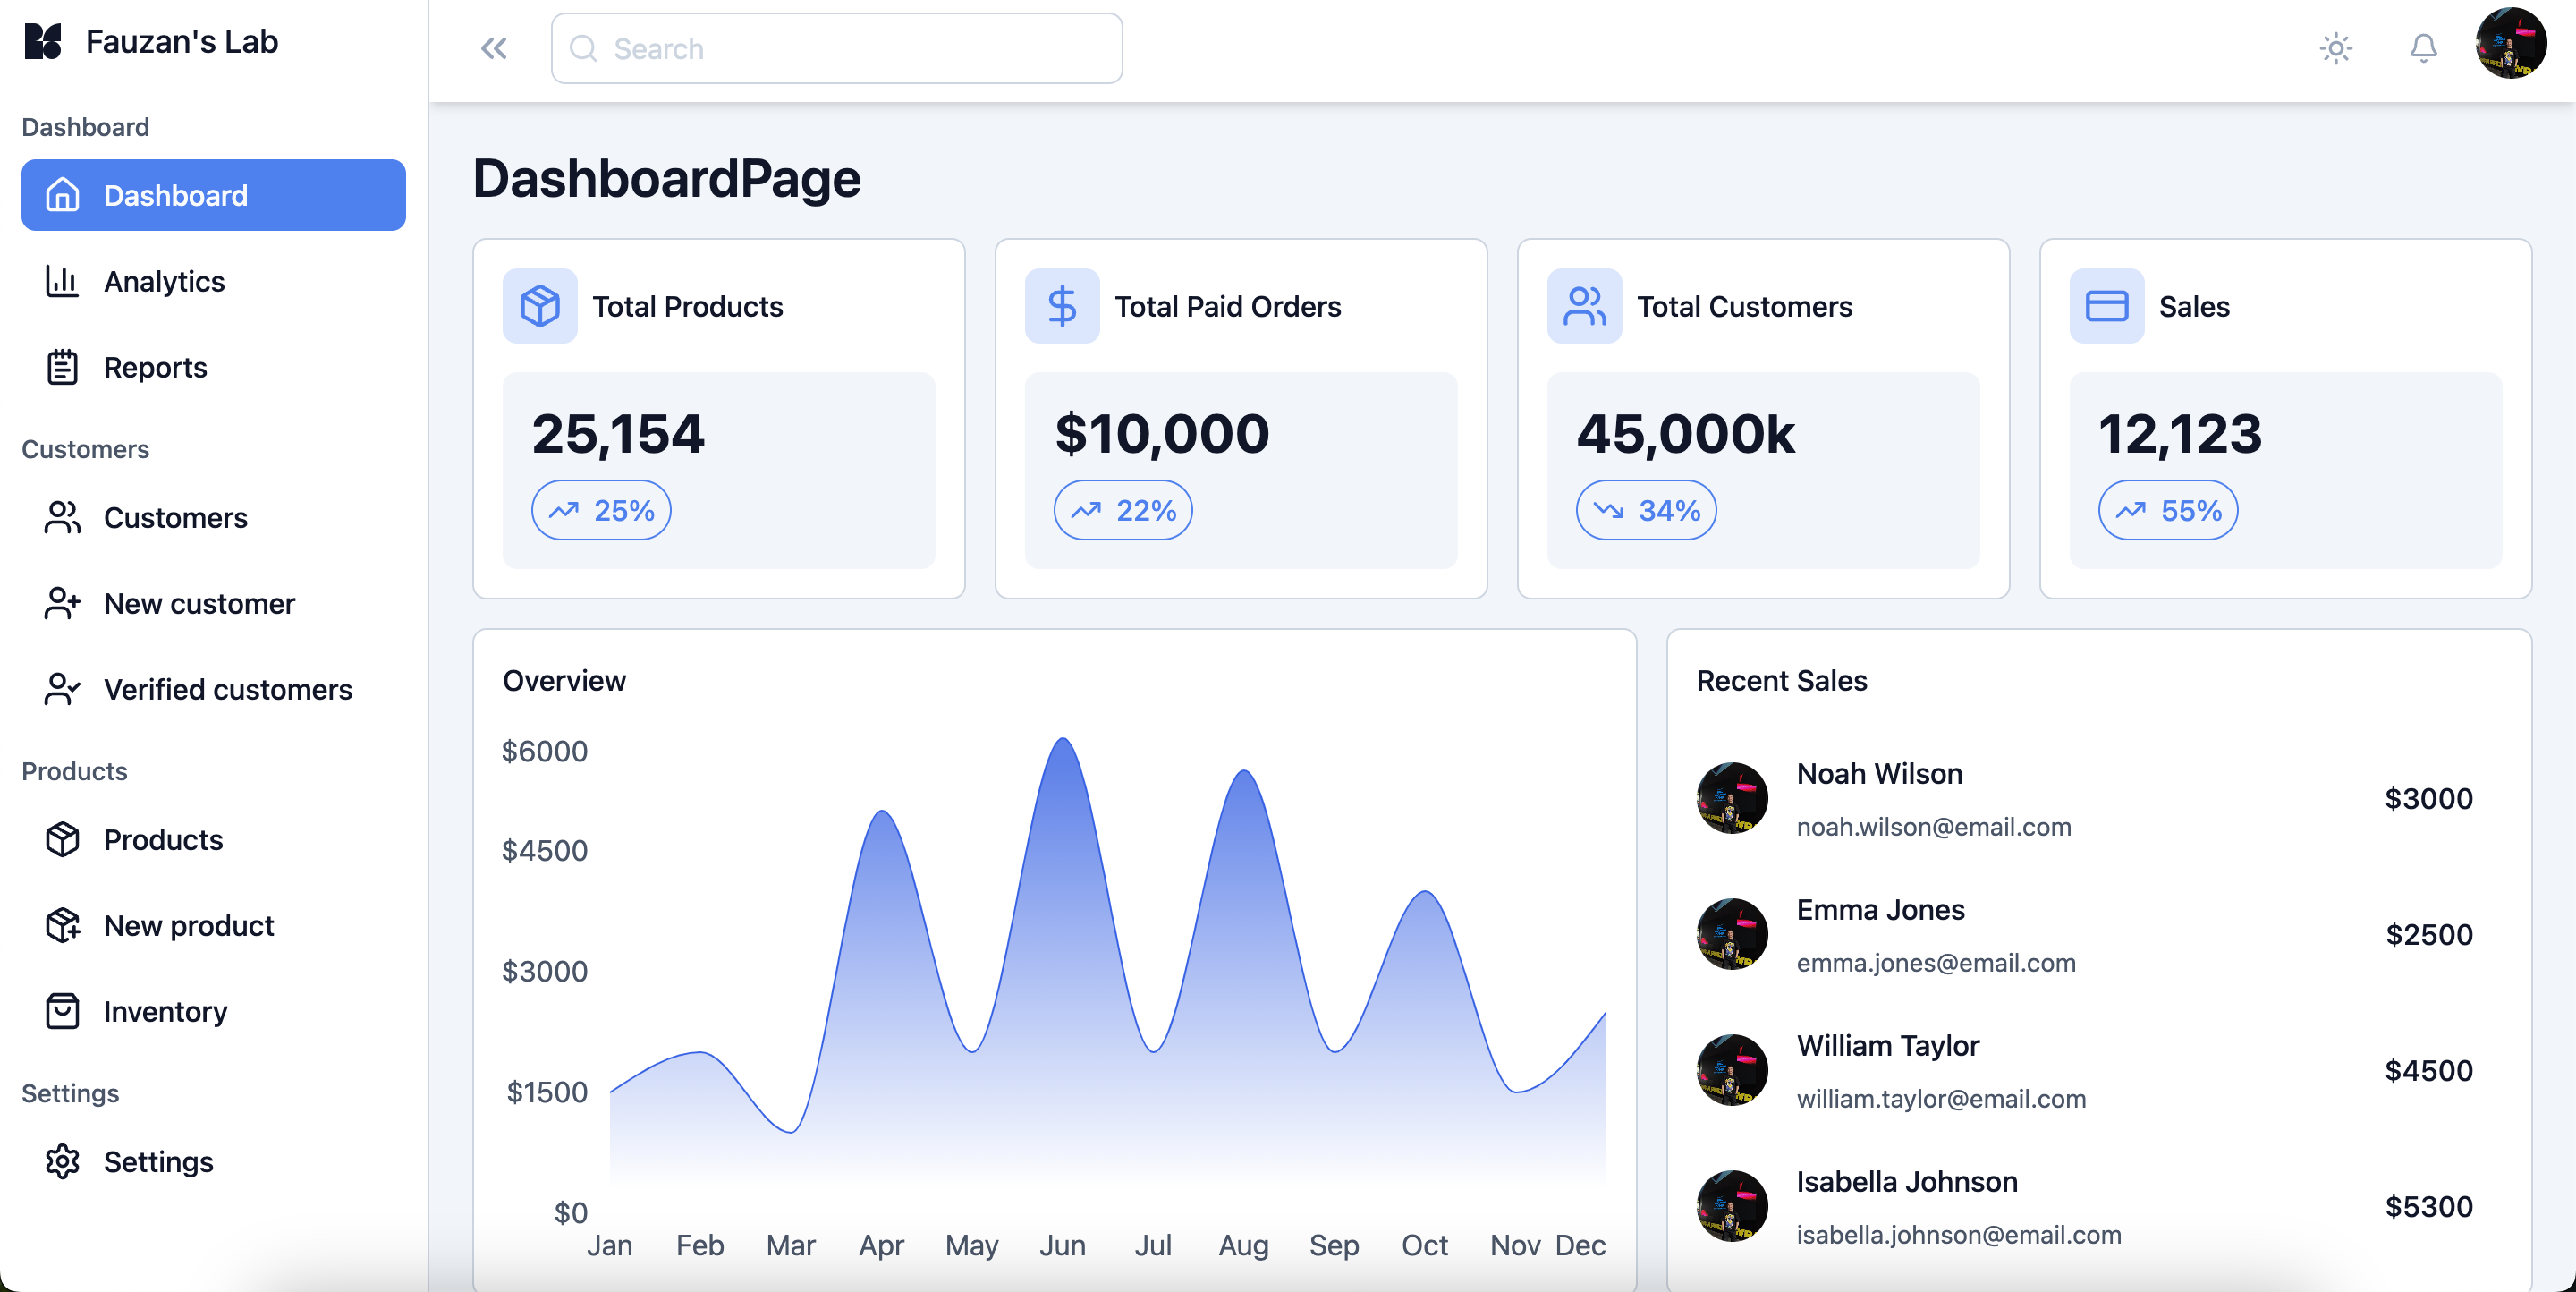 Fauzan's Lab
Search
Dashboard
Dashboard
Analytics
Reports
Customers
Customers
New customer
Verified customers
Products
Products
New product
Inventory
Settings
Settings
DashboardPage
Total Products
25,154
25%
Total Paid Orders
$10,000
22%
Total Customers
45,000k
34%
Sales
12,123
55%
Overview
$6000
$4500
$3000
$1500
$0
Jan Feb Mar Apr May Jun Jul Aug Sep Oct Nov Dec
Recent Sales
Noah Wilson
noah.wilson@email.com
$3000
Emma Jones
emma.jones@email.com
$2500
William Taylor
william.taylor@email.com
$4500
Isabella Johnson
isabella.johnson@email.com
$5300